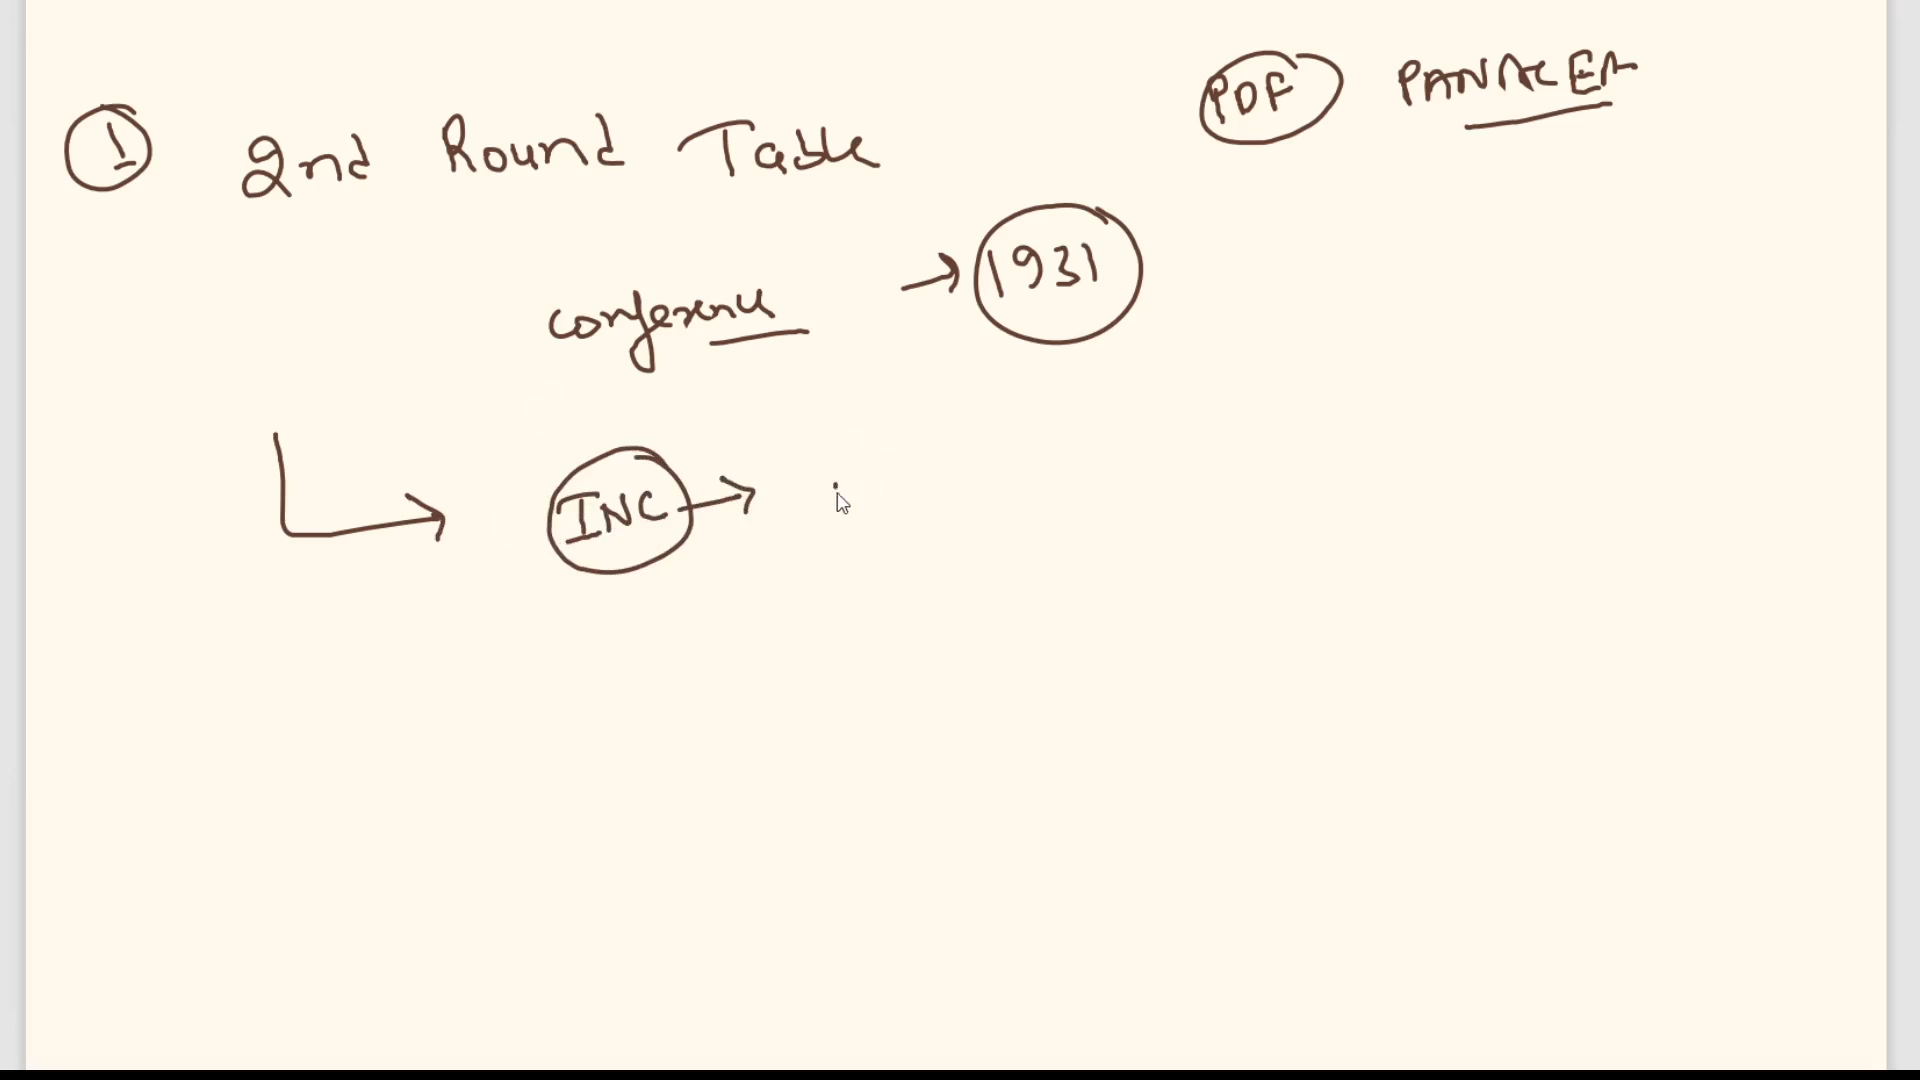 ① 2nd Round Table
PDF PANACEA
conference → 1931
INC →